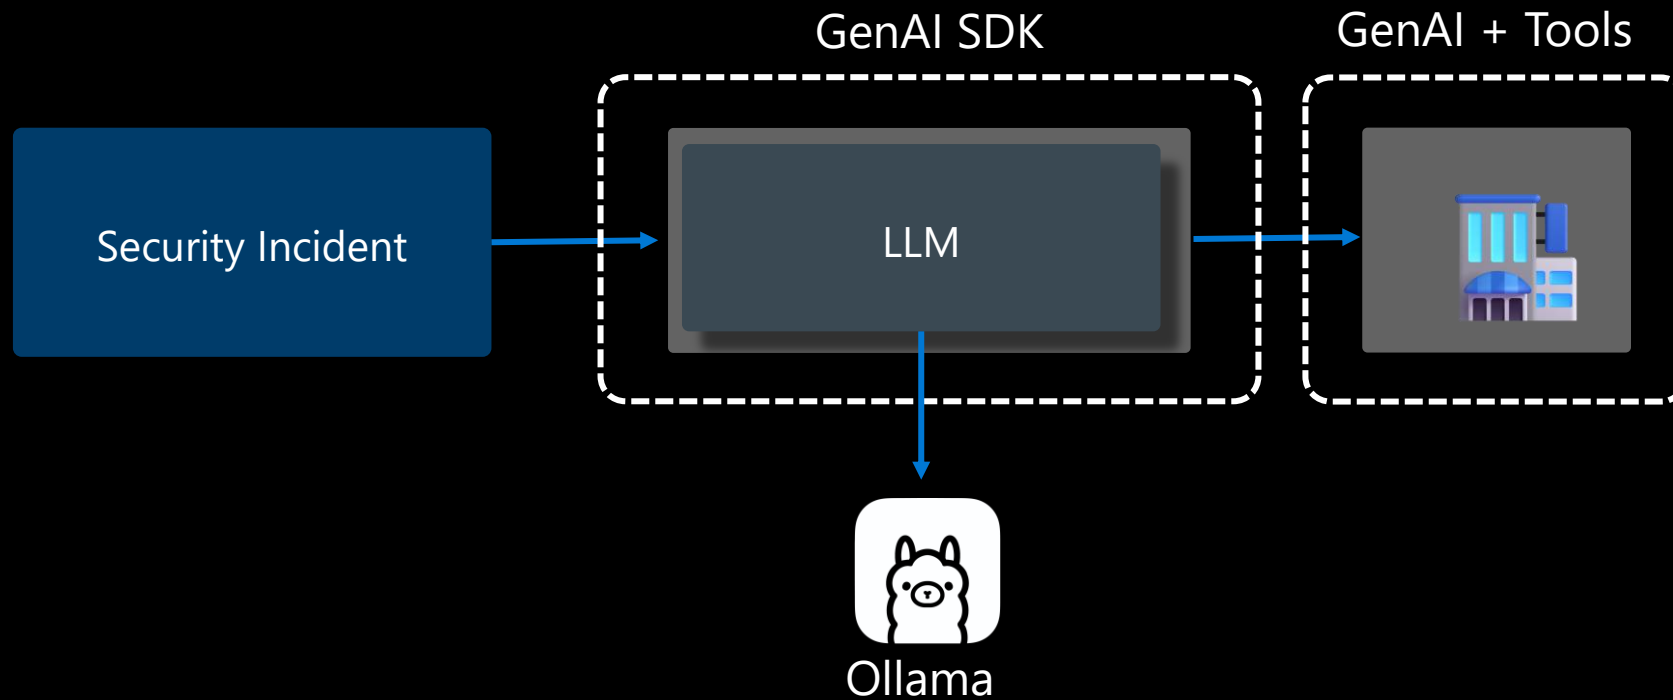 GenAI SDK
GenAI + Tools
Security Incident
LLM
Ollama